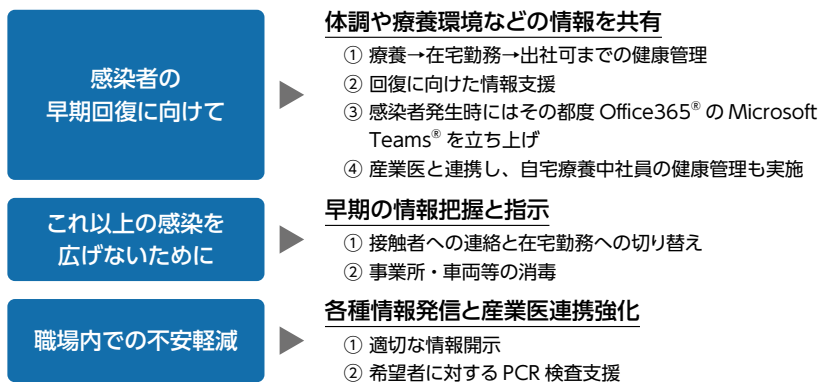 感染者の
早期回復に向けて
体調や療養環境などの情報を共有
① 療養→在宅勤務→出社可までの健康管理
② 回復に向けた情報支援
③ 感染者発生時にはその都度 Office365® の Microsoft
Teams® を立ち上げ
④ 産業医と連携し、自宅療養中社員の健康管理も実施
これ以上の感染を
広げないために
早期の情報把握と指示
① 接触者への連絡と在宅勤務への切り替え
② 事業所・車両等の消毒
職場内での不安軽減
各種情報発信と産業医連携強化
① 適切な情報開示
② 希望者に対する PCR 検査支援